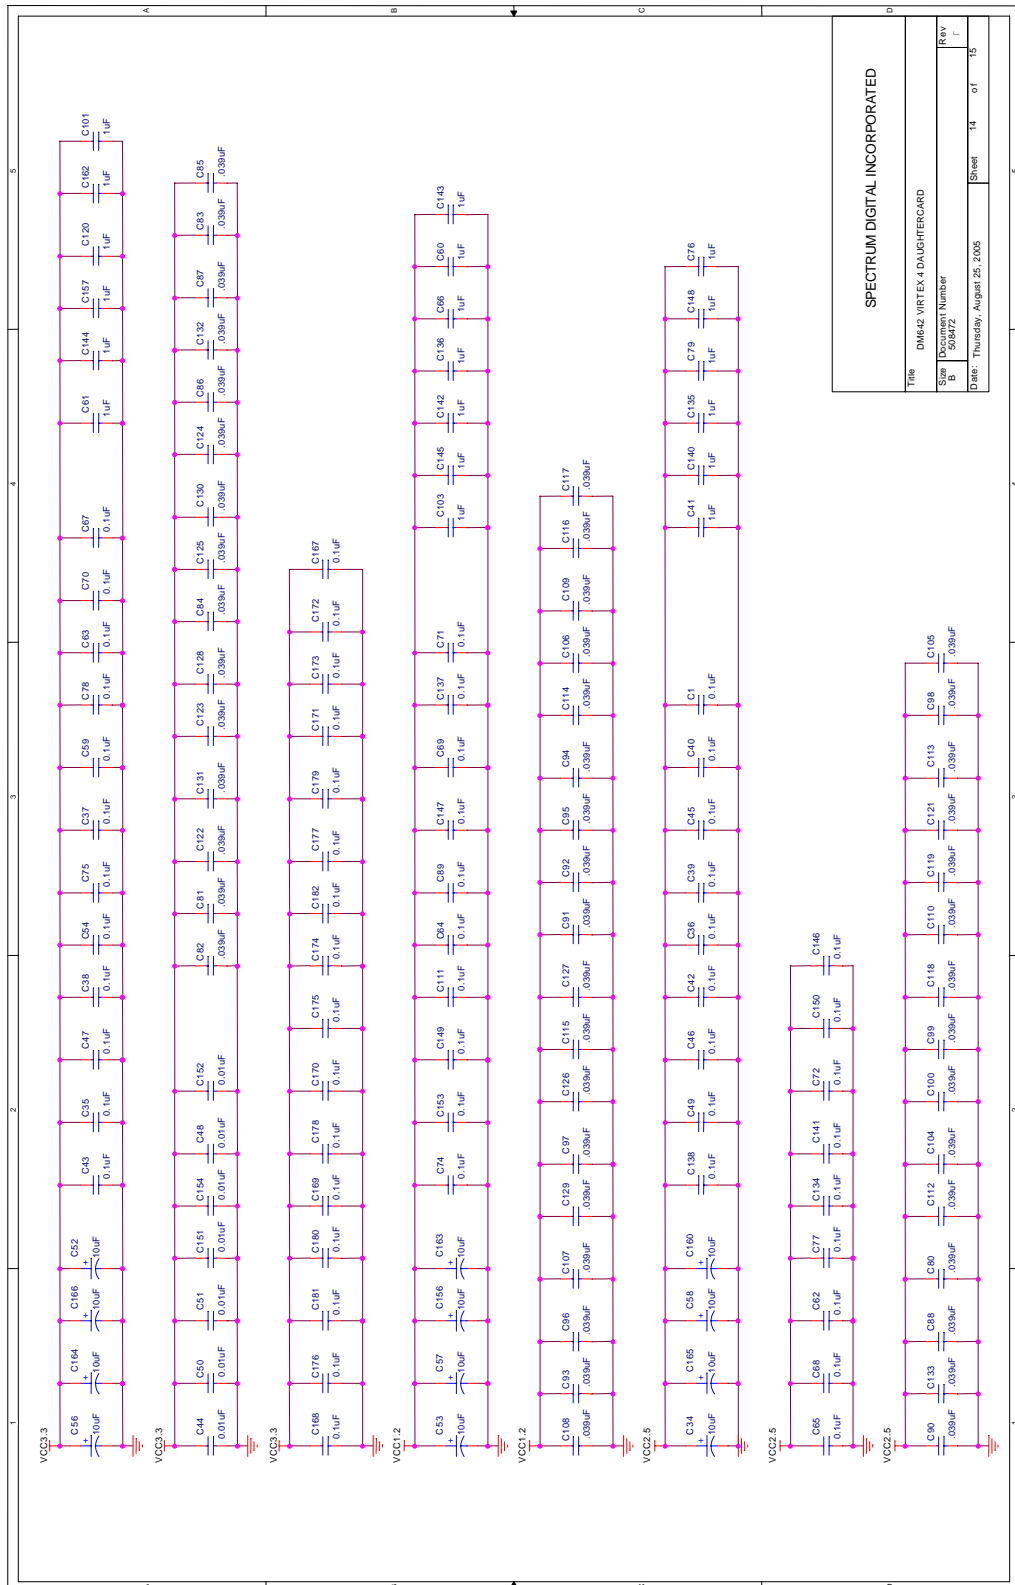 5
4
3
2
1
A
B
C
D
VCC3.3
C56
10uF
C164
10uF
C166
10uF
C52
10uF
C43
0.1uF
C35
0.1uF
C47
0.1uF
C38
0.1uF
C54
0.1uF
C75
0.1uF
C37
0.1uF
C59
0.1uF
C78
0.1uF
C63
0.1uF
C70
0.1uF
C67
0.1uF
C61
1uF
C144
1uF
C157
1uF
C120
1uF
C162
1uF
C101
1uF
VCC3.3
C44
0.01uF
C50
0.01uF
C51
0.01uF
C151
0.01uF
C154
0.01uF
C48
0.01uF
C152
0.01uF
C82
.039uF
C81
.039uF
C122
.039uF
C131
.039uF
C123
.039uF
C128
.039uF
C84
.039uF
C125
.039uF
C130
.039uF
C124
.039uF
C86
.039uF
C132
.039uF
C87
.039uF
C83
.039uF
C85
.039uF
VCC3.3
C168
0.1uF
C176
0.1uF
C181
0.1uF
C180
0.1uF
C169
0.1uF
C178
0.1uF
C170
0.1uF
C175
0.1uF
C174
0.1uF
C182
0.1uF
C177
0.1uF
C179
0.1uF
C171
0.1uF
C173
0.1uF
C172
0.1uF
C167
0.1uF
VCC1.2
C53
10uF
C57
10uF
C156
10uF
C163
10uF
C74
0.1uF
C153
0.1uF
C149
0.1uF
C111
0.1uF
C64
0.1uF
C89
0.1uF
C147
0.1uF
C69
0.1uF
C137
0.1uF
C71
0.1uF
C103
1uF
C145
1uF
C142
1uF
C136
1uF
C66
1uF
C60
1uF
C143
1uF
VCC1.2
C108
.039uF
C93
.039uF
C96
.039uF
C107
.039uF
C129
.039uF
C97
.039uF
C126
.039uF
C115
.039uF
C127
.039uF
C91
.039uF
C92
.039uF
C95
.039uF
C94
.039uF
C114
.039uF
C106
.039uF
C109
.039uF
C116
.039uF
C117
.039uF
VCC2.5
C34
10uF
C165
10uF
C58
10uF
C160
10uF
C138
0.1uF
C49
0.1uF
C46
0.1uF
C42
0.1uF
C36
0.1uF
C39
0.1uF
C45
0.1uF
C40
0.1uF
C1
0.1uF
C41
1uF
C140
1uF
C135
1uF
C79
1uF
C148
1uF
C76
1uF
VCC2.5
C65
0.1uF
C68
0.1uF
C62
0.1uF
C77
0.1uF
C134
0.1uF
C141
0.1uF
C72
0.1uF
C150
0.1uF
C146
0.1uF
VCC2.5
C90
.039uF
C133
.039uF
C88
.039uF
C80
.039uF
C112
.039uF
C104
.039uF
C100
.039uF
C99
.039uF
C118
.039uF
C110
.039uF
C119
.039uF
C121
.039uF
C113
.039uF
C98
.039uF
C105
.039uF
SPECTRUM DIGITAL INCORPORATED
Title
DM642 VIRTEX 4 DAUGHTERCARD
Size Document Number Rev
B 508472
Date: Thursday, August 25, 2005 Sheet 14 of 15